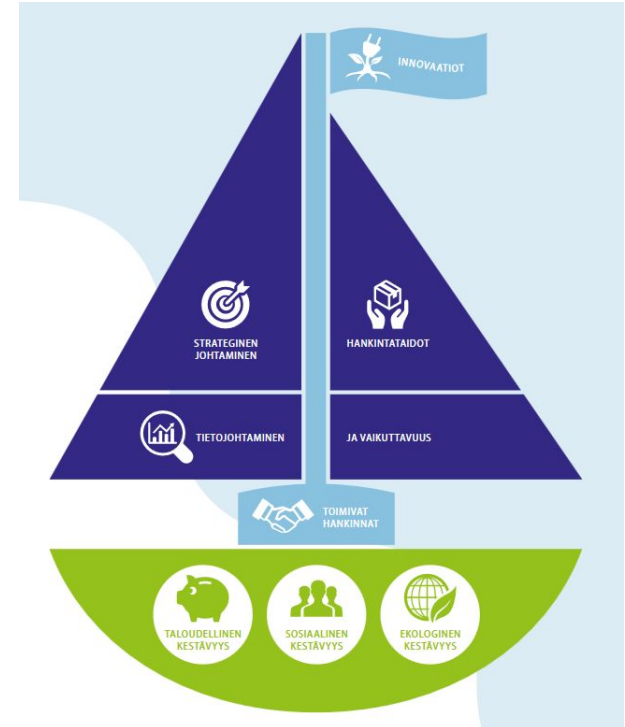 INNOVAATIOT
STRATEGINEN
JOHTAMINEN
HANKINTATAIDOT
TIETOJOHTAMINEN
JA VAIKUTTAVUUS
TOIMIVAT
HANKINNAT
TALOUDELLINEN
KESTÄVYYS
SOSIAALINEN
KESTÄVYYS
EKOLOGINEN
KESTÄVYYS